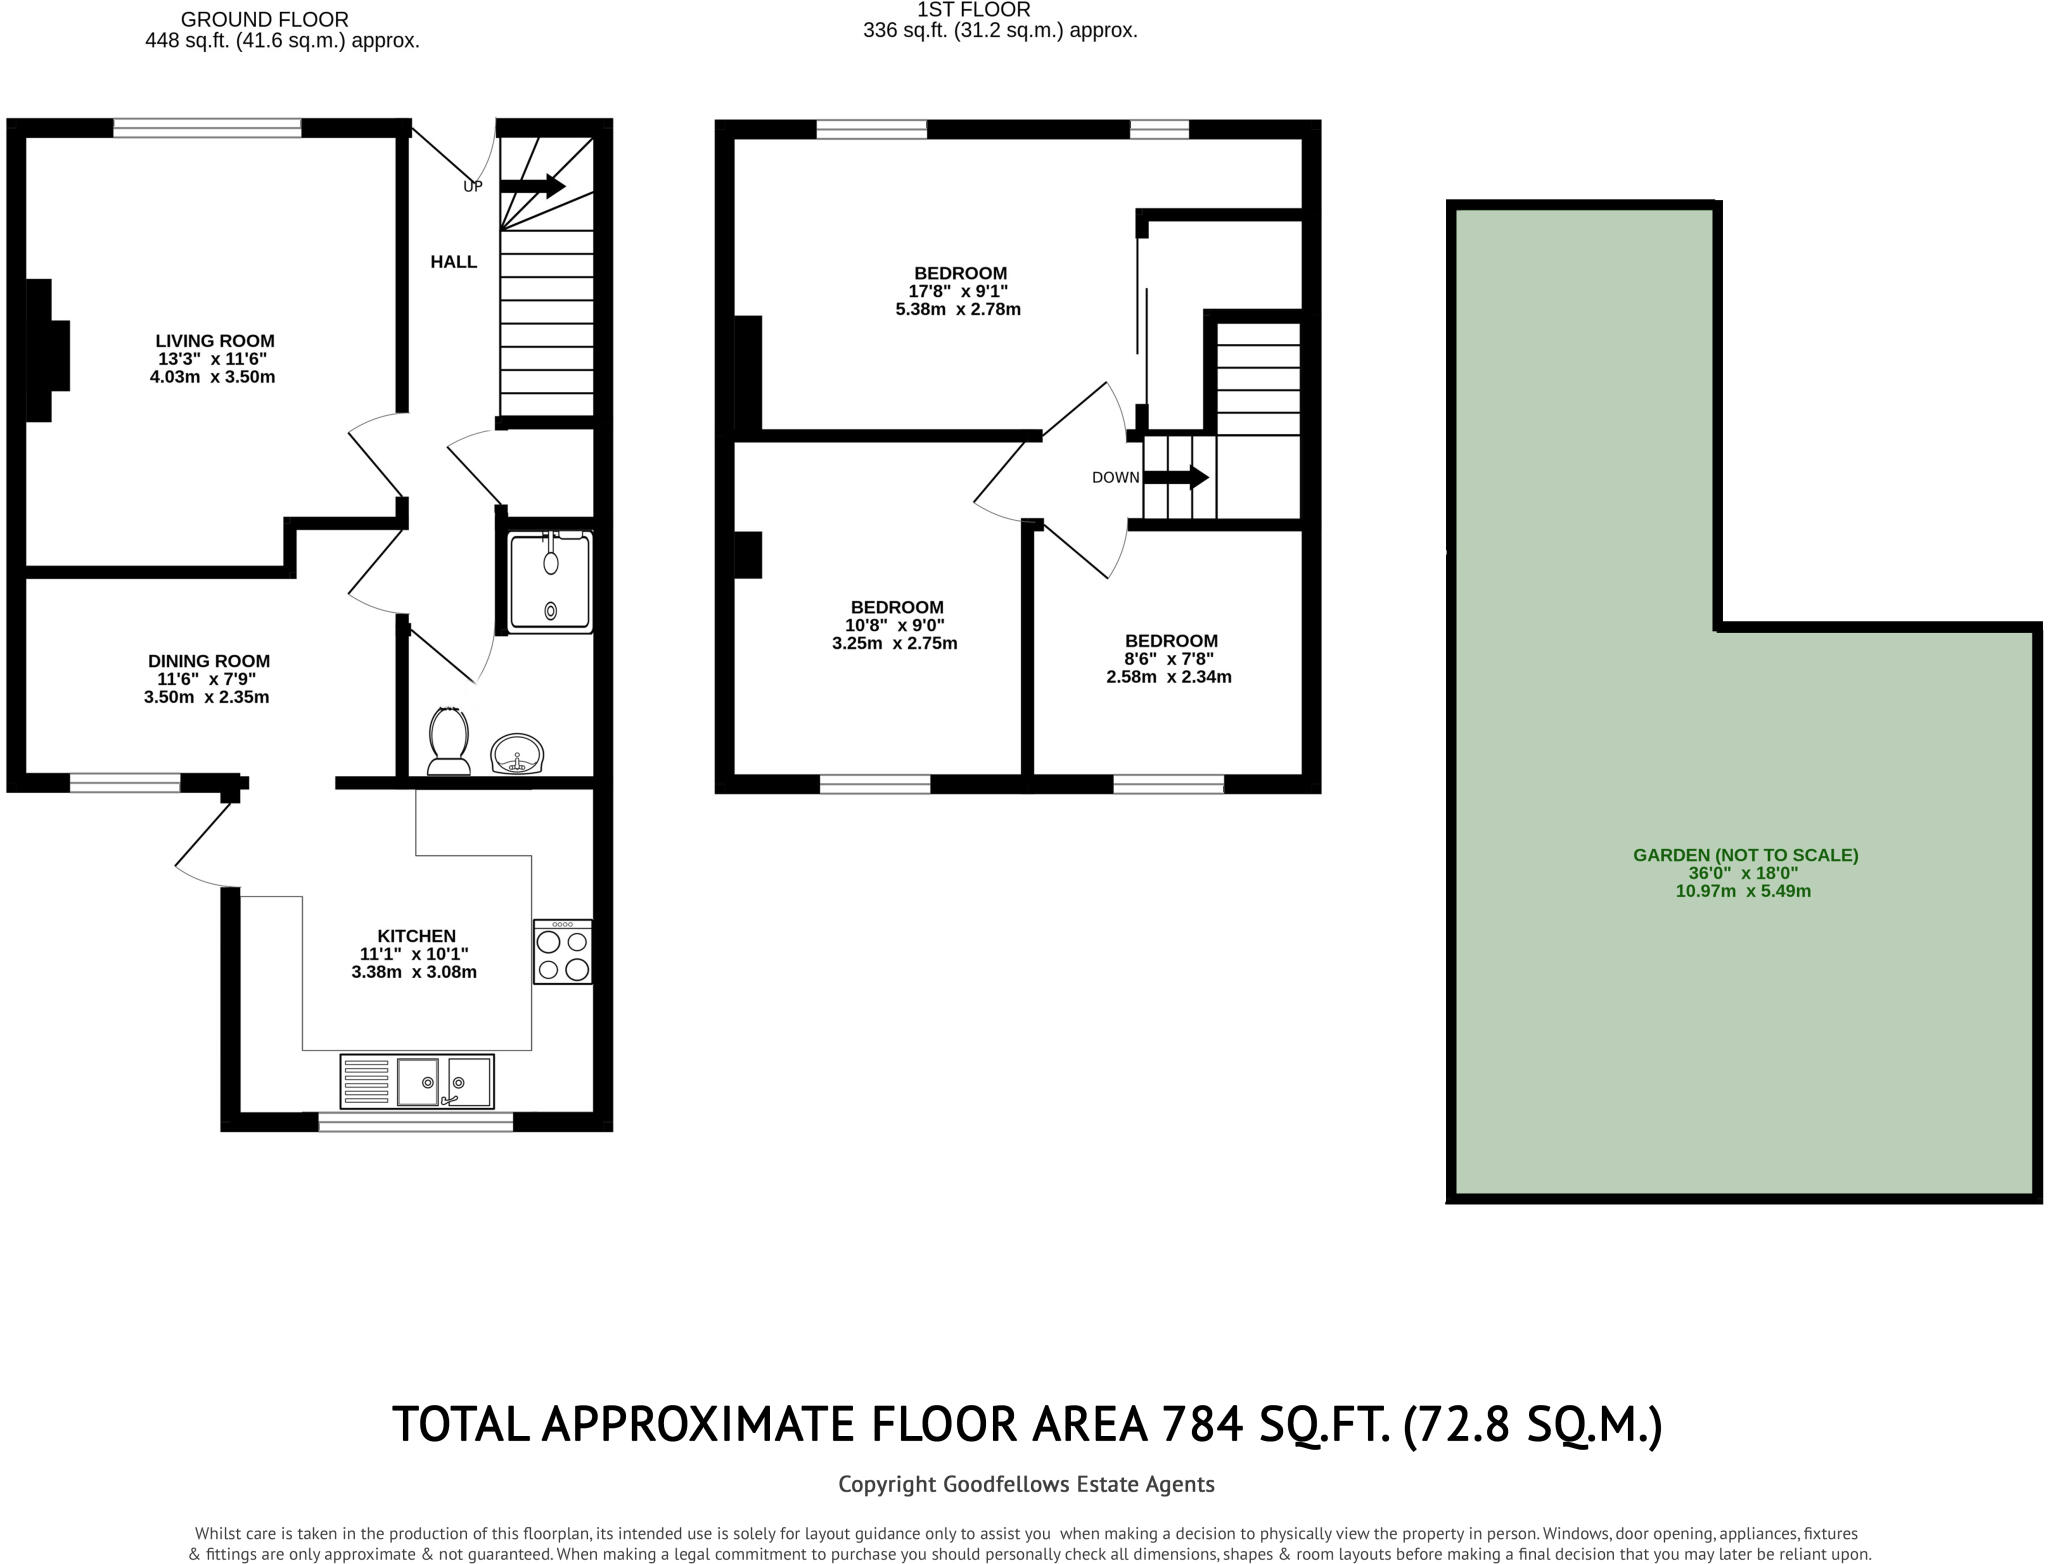 GROUND FLOOR
448 sq.ft. (41.6 sq.m.) approx.
1ST FLOOR
336 sq.ft. (31.2 sq.m.) approx.
UP
HALL
LIVING ROOM
13'3" x 11'6"
4.03m x 3.50m
DINING ROOM
11'6" x 7'9"
3.50m x 2.35m
KITCHEN
11'1" x 10'1"
3.38m x 3.08m
BEDROOM
17'8" x 9'1"
5.38m x 2.78m
DOWN
BEDROOM
10'8" x 9'0"
3.25m x 2.75m
BEDROOM
8'6" x 7'8"
2.58m x 2.34m
GARDEN (NOT TO SCALE)
36'0" x 18'0"
10.97m x 5.49m
TOTAL APPROXIMATE FLOOR AREA 784 SQ.FT. (72.8 SQ.M.)
Copyright Goodfellows Estate Agents
Whilst care is taken in the production of this floorplan, its intended use is solely for layout guidance only to assist you when making a decision to physically view the property in person. Windows, door opening, appliances, fixtures
& fittings are only approximate & not guaranteed. When making a legal commitment to purchase you should personally check all dimensions, shapes & room layouts before making a final decision that you may later be reliant upon.